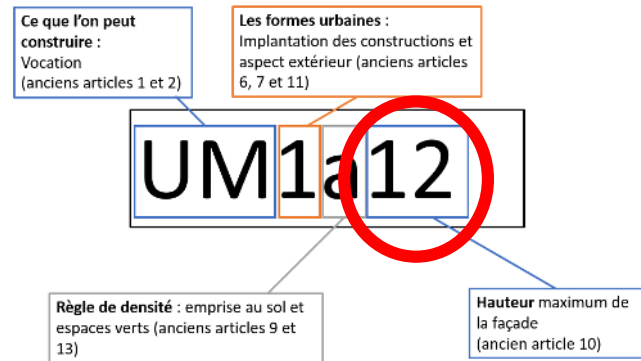 Ce que l’on peut
construire :
Vocation
(anciens articles 1 et 2)
Les formes urbaines :
Implantation des constructions et
aspect extérieur (anciens articles
6, 7 et 11)
UM1a12
Règle de densité : emprise au sol et
espaces verts (anciens articles 9 et
13)
Hauteur maximum de
la façade
(ancien article 10)